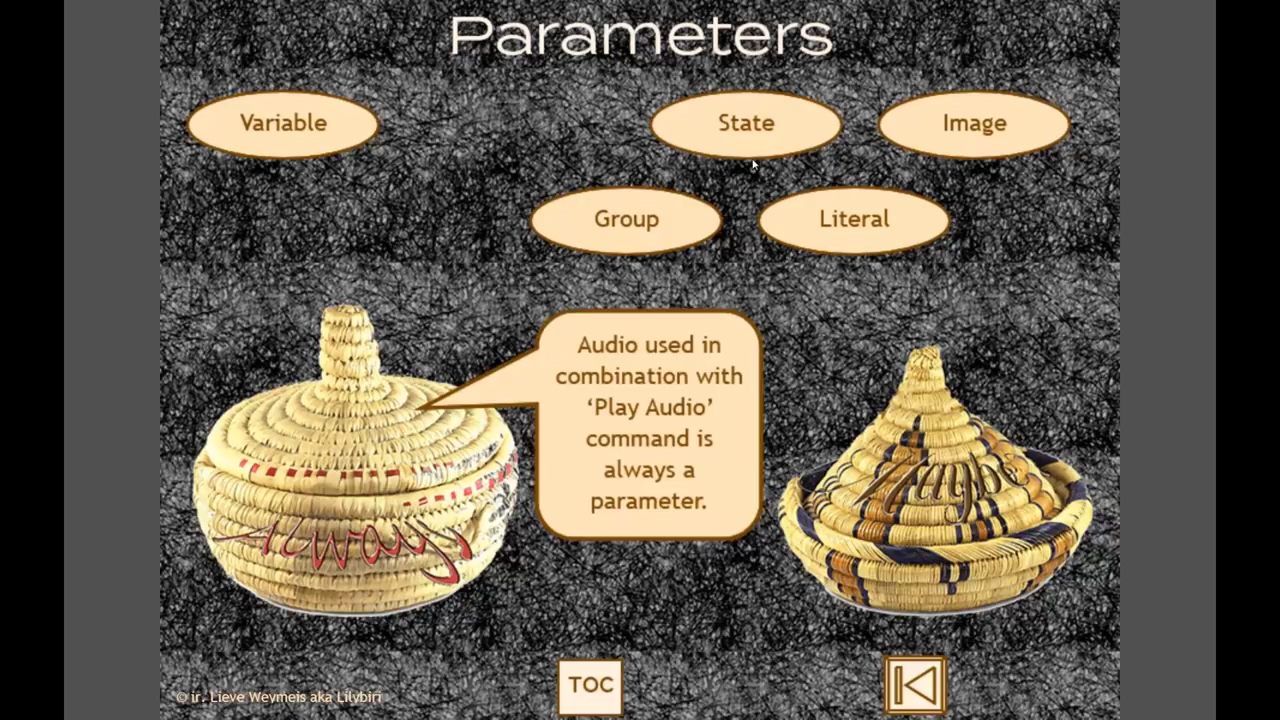 Parameters
Variable
State
Image
Group
Literal
Audio used in
combination with
‘Play Audio’
command is
always a
parameter.
Always
Maybe
TOC
© ir. Lieve Weymeis aka Lilybiri